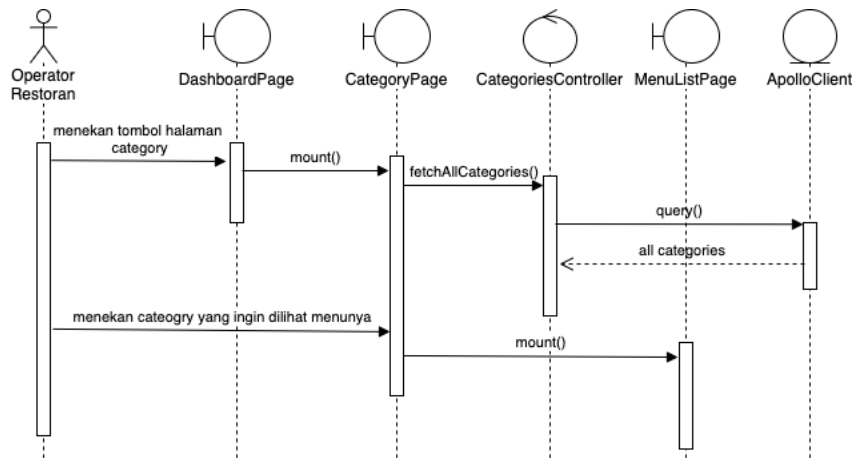 Operator
Restoran
DashboardPage
CategoryPage
CategoriesController
MenuListPage
ApolloClient
menekan tombol halaman
category
mount()
fetchAllCategories()
query()
all categories
menekan cateogry yang ingin dilihat menunya
mount()